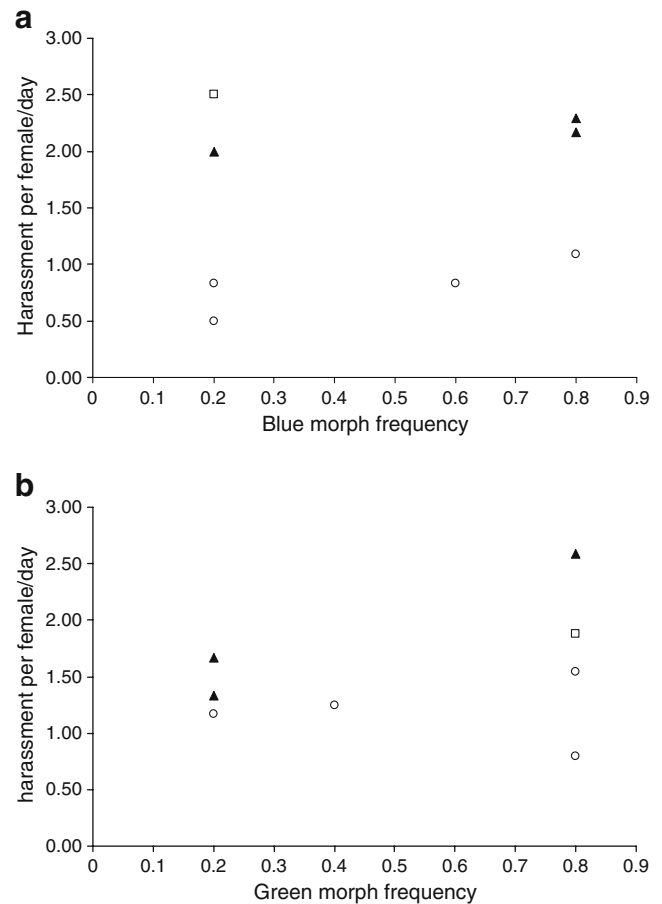 a
3.00
2.50
2.00
1.50
1.00
0.50
0.00
Harassment per female/day
0 0.1 0.2 0.3 0.4 0.5 0.6 0.7 0.8 0.9
Blue morph frequency
b
3.00
2.50
2.00
1.50
1.00
0.50
0.00
harassment per female/day
0 0.1 0.2 0.3 0.4 0.5 0.6 0.7 0.8 0.9
Green morph frequency